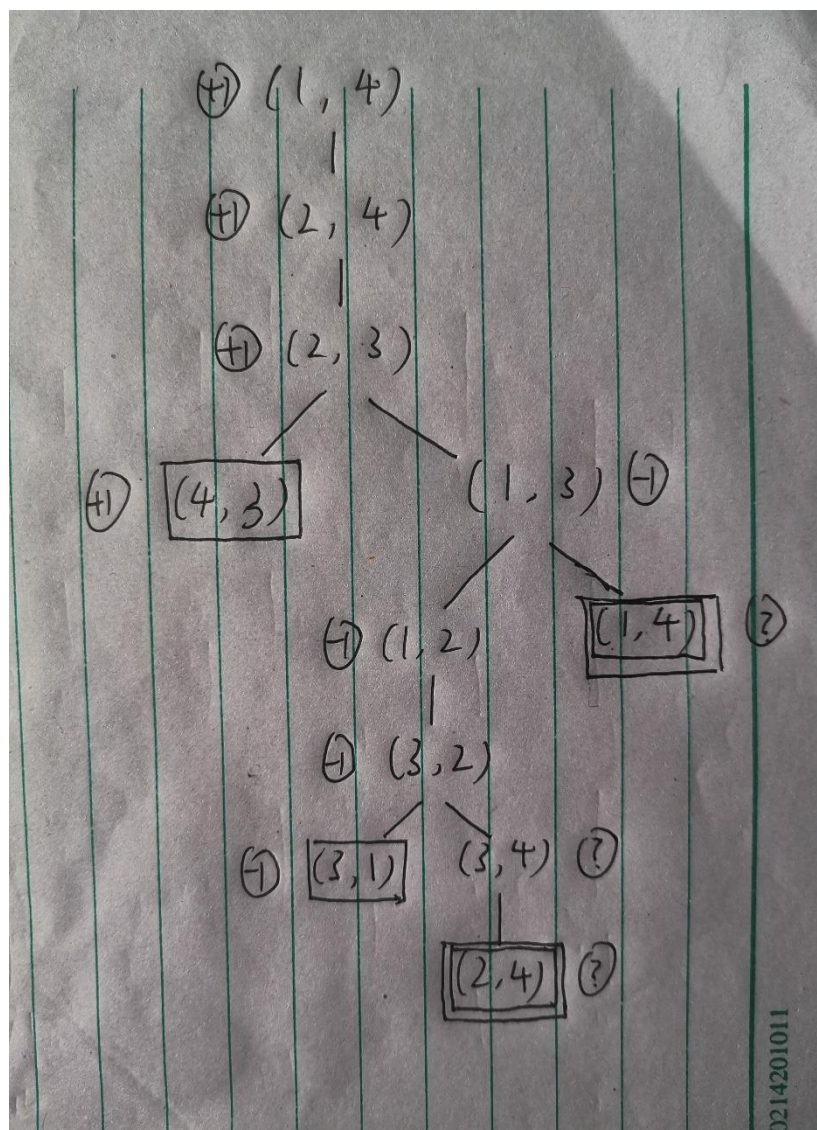 +1 (1, 4)
+1 (2, 4)
+1 (2, 3)
+1 (4, 3)
(1, 3) -1
-1 (1, 2)
(1, 4) ?
-1 (3, 2)
-1 (3, 1)
(3, 4) ?
(2, 4) ?
0214201011